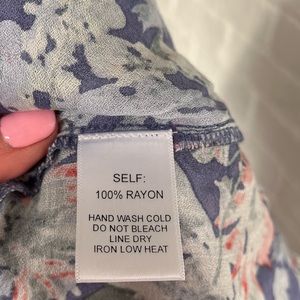 SELF:
100% RAYON
HAND WASH COLD
DO NOT BLEACH
LINE DRY
IRON LOW HEAT